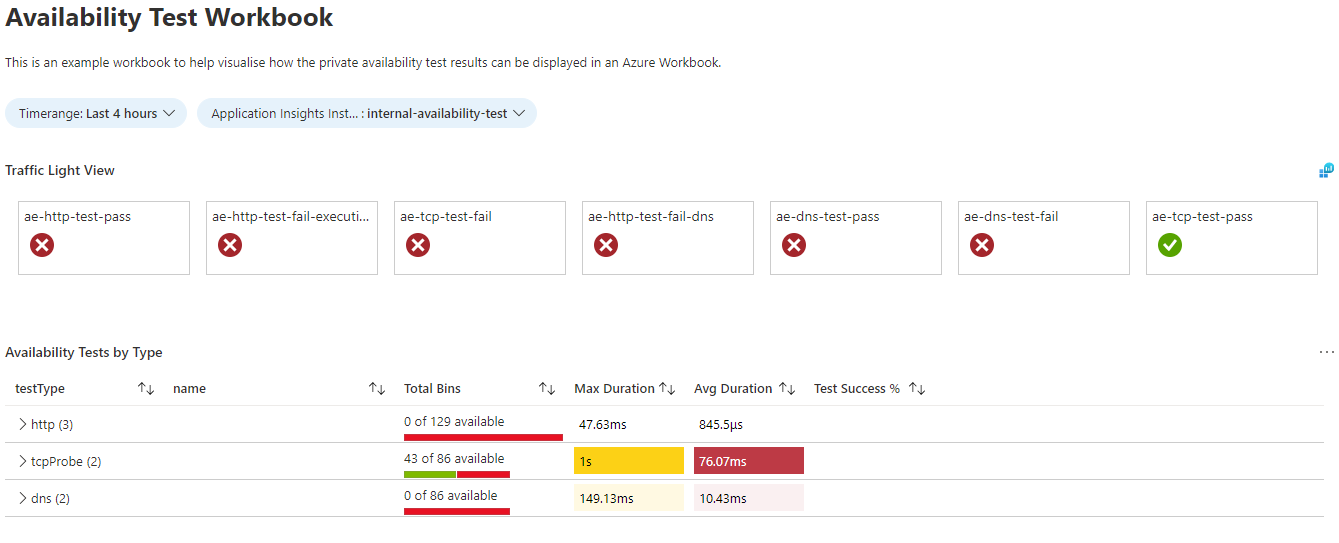 Availability Test Workbook
This is an example workbook to help visualise how the private availability test results can be displayed in an Azure Workbook.
Timerange: Last 4 hours Application Insights Inst... : internal-availability-test
Traffic Light View
ae-http-test-pass ae-http-test-fail-executi... ae-tcp-test-fail ae-http-test-fail-dns ae-dns-test-pass ae-dns-test-fail ae-tcp-test-pass
Availability Tests by Type
testType name Total Bins Max Duration Avg Duration Test Success %
http (3) 0 of 129 available 47.63ms 845.5µs
tcpProbe (2) 43 of 86 available 1s 76.07ms
dns (2) 0 of 86 available 149.13ms 10.43ms